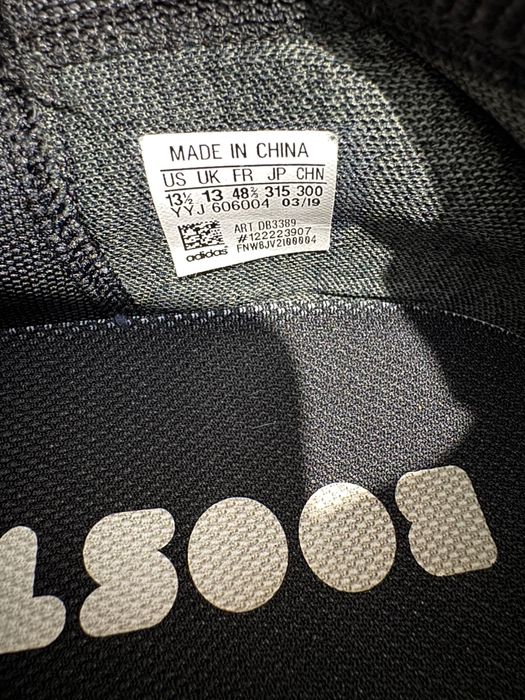 MADE IN CHINA
US UK FR JP CHN
13½ 13 48⅔ 315 300
YYJ 606004 03/19
ART DB3389
#122223907
FNW8JV2100004
adidas
BOOST